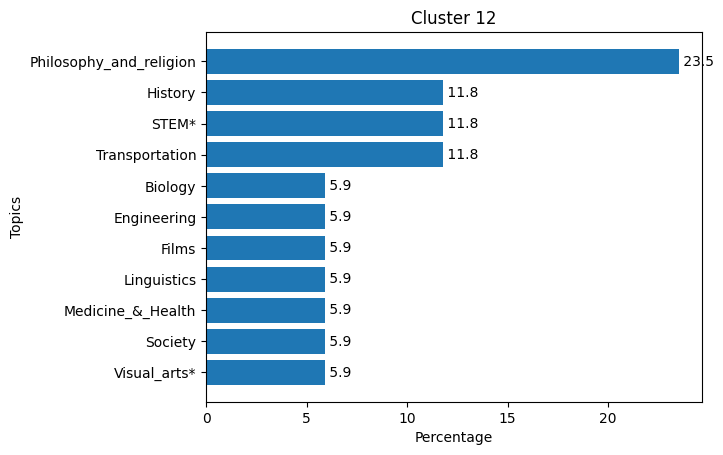 Cluster 12
Philosophy_and_religion 23.5
History 11.8
STEM* 11.8
Transportation 11.8
Biology 5.9
Engineering 5.9
Films 5.9
Linguistics 5.9
Medicine_&_Health 5.9
Society 5.9
Visual_arts* 5.9
Topics
0 5 10 15 20
Percentage